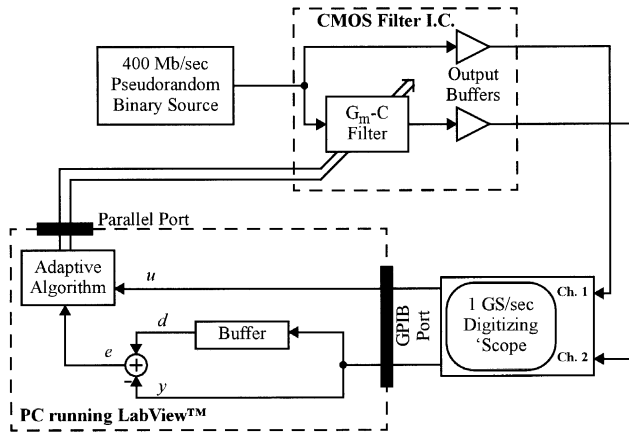 CMOS Filter I.C.
400 Mb/sec
Pseudorandom
Binary Source
Output
Buffers
Gm-C
Filter
Parallel Port
Adaptive
Algorithm
u
GPIB
Port
1 GS/sec
Digitizing
‘Scope
Ch. 1
Ch. 2
d
Buffer
e
+
-
y
PC running LabView™